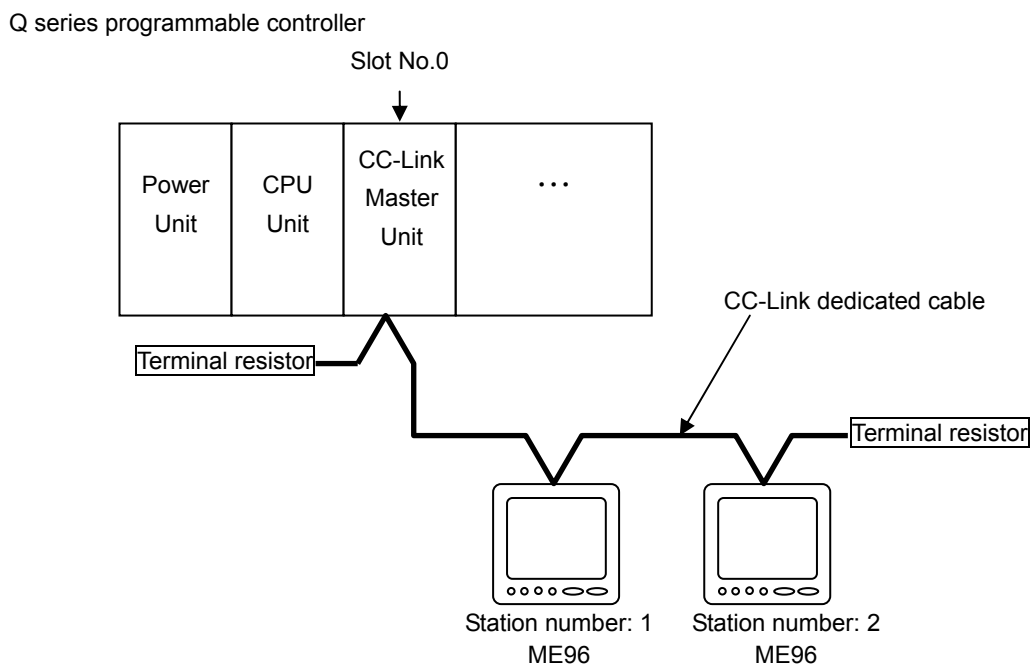 Q series programmable controller
Slot No.0
Power
Unit
CPU
Unit
CC-Link
Master
Unit
...
CC-Link dedicated cable
Terminal resistor
Terminal resistor
Station number: 1
ME96
Station number: 2
ME96